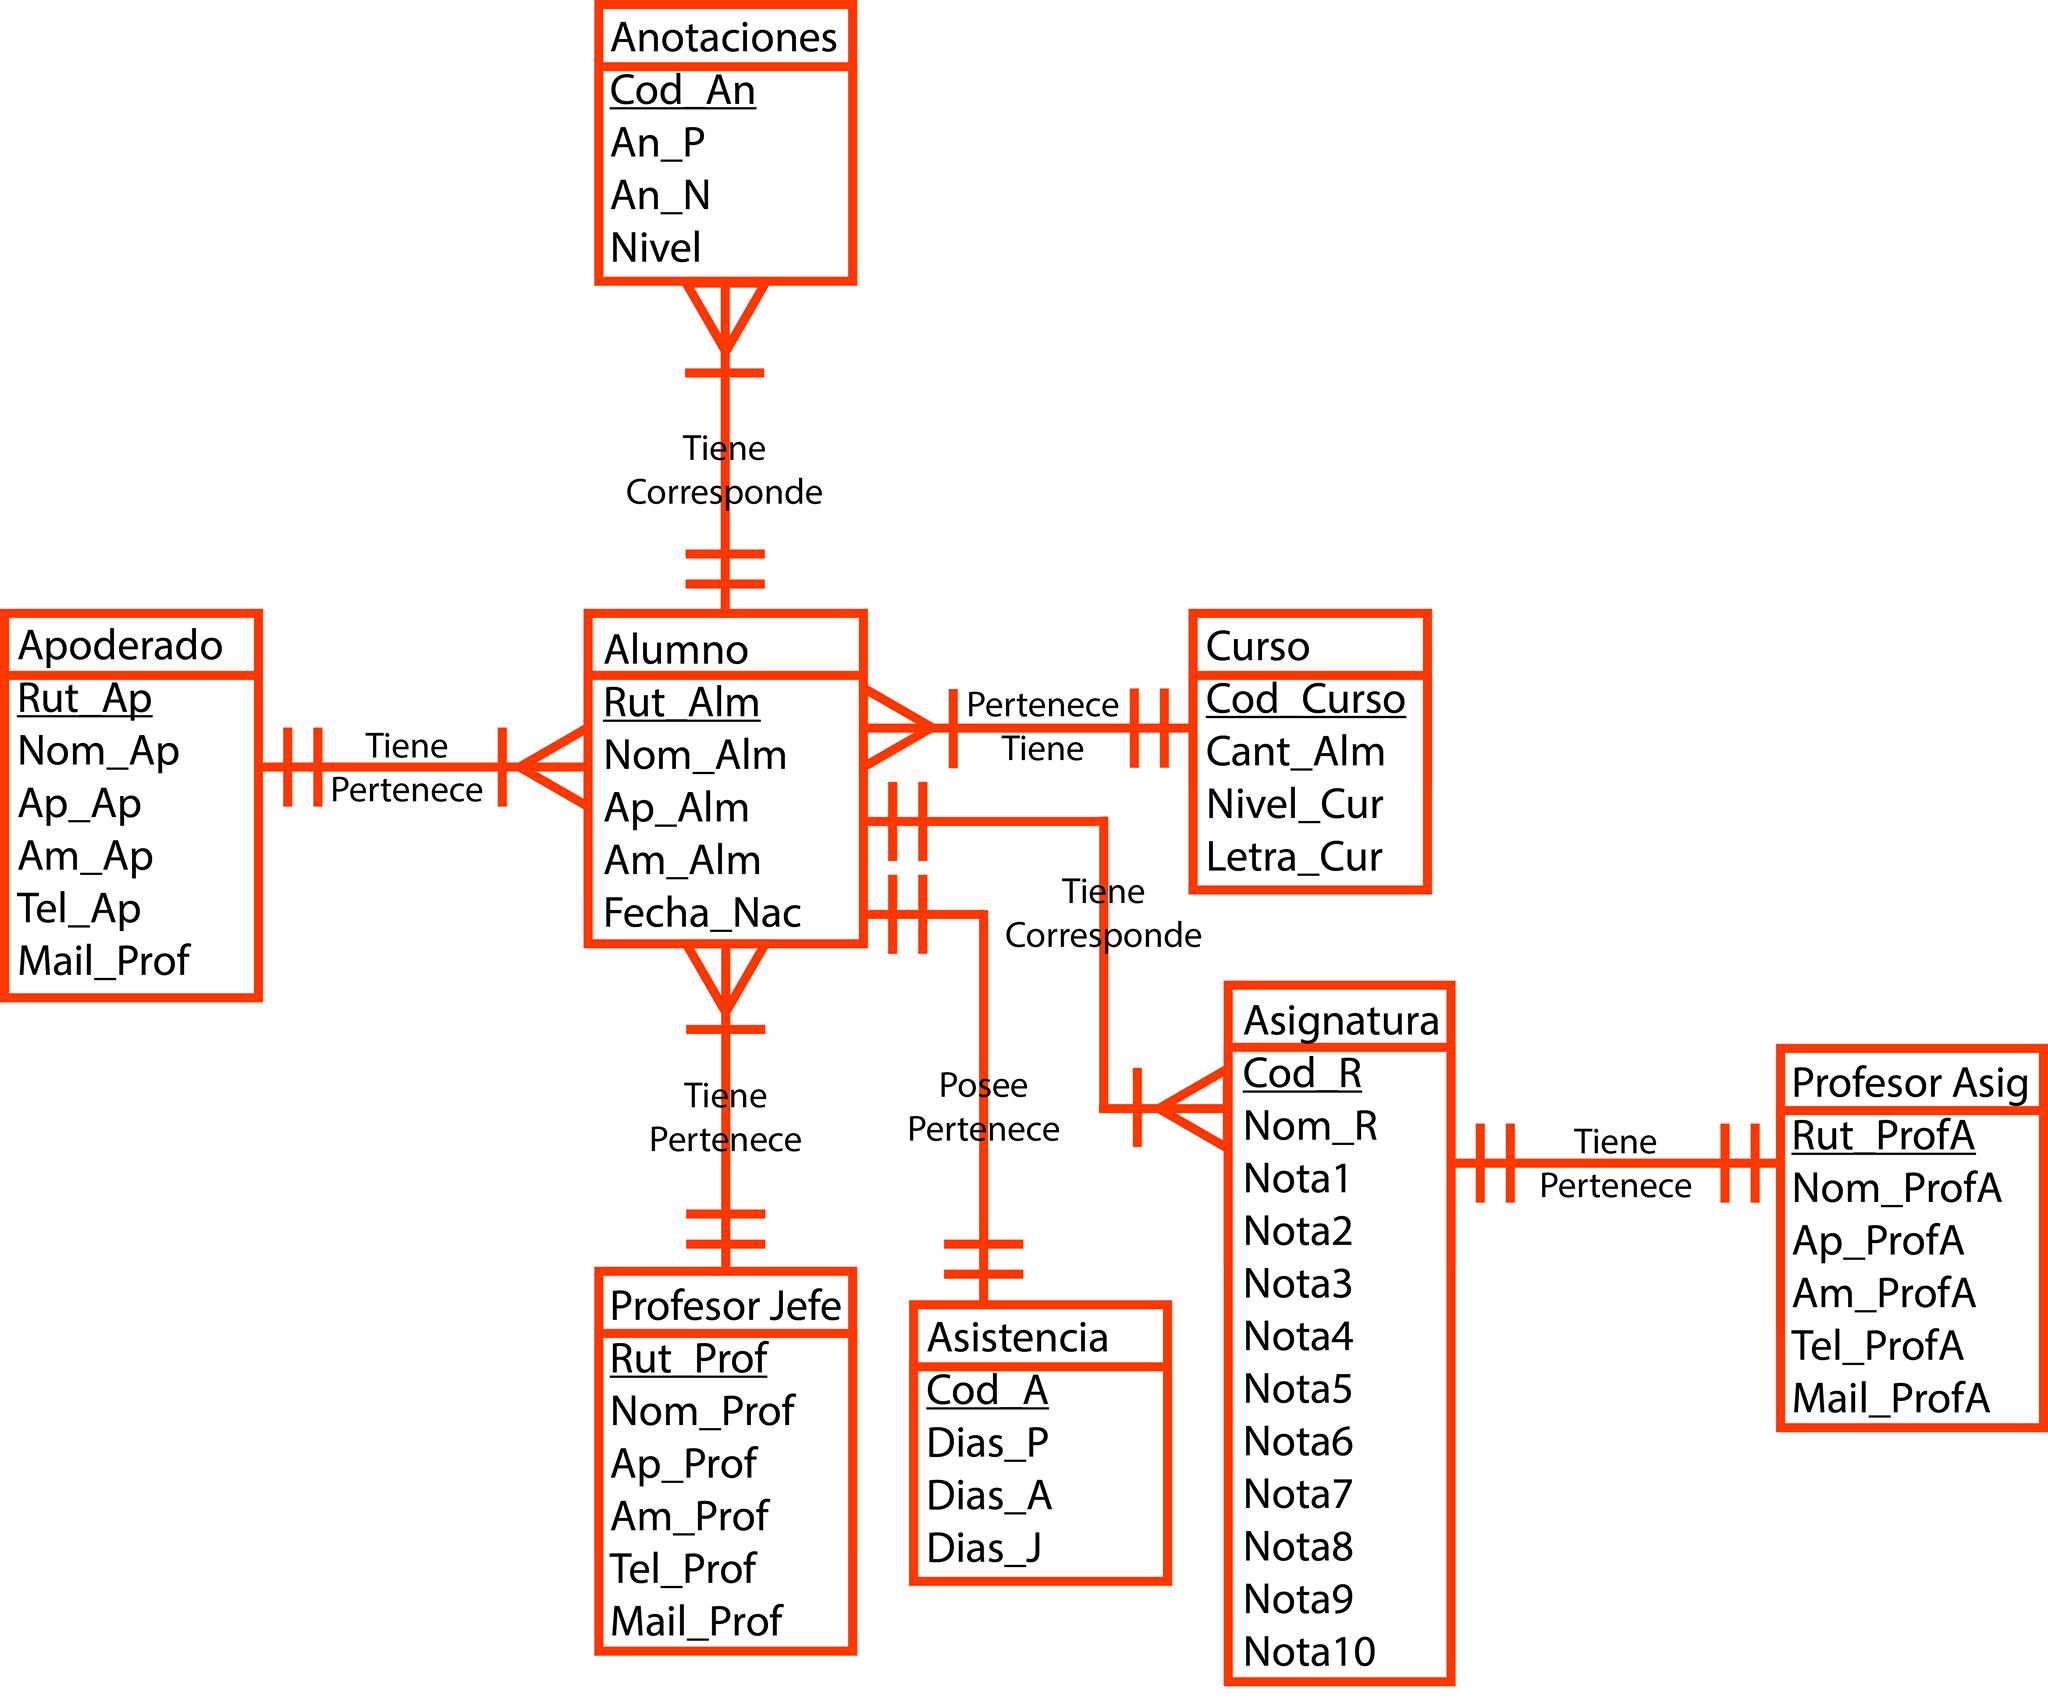 Anotaciones
Cod_An
An_P
An_N
Nivel
Tiene
Corresponde
Apoderado
Rut_Ap
Nom_Ap
Ap_Ap
Am_Ap
Tel_Ap
Mail_Prof
Tiene
Pertenece
Alumno
Rut_Alm
Nom_Alm
Ap_Alm
Am_Alm
Fecha_Nac
Pertenece
Tiene
Curso
Cod_Curso
Cant_Alm
Nivel_Cur
Letra_Cur
Tiene
Corresponde
Tiene
Pertenece
Posee
Pertenece
Profesor Jefe
Rut_Prof
Nom_Prof
Ap_Prof
Am_Prof
Tel_Prof
Mail_Prof
Asistencia
Cod_A
Dias_P
Dias_A
Dias_J
Asignatura
Cod_R
Nom_R
Nota1
Nota2
Nota3
Nota4
Nota5
Nota6
Nota7
Nota8
Nota9
Nota10
Tiene
Pertenece
Profesor Asig
Rut_ProfA
Nom_ProfA
Ap_ProfA
Am_ProfA
Tel_ProfA
Mail_ProfA